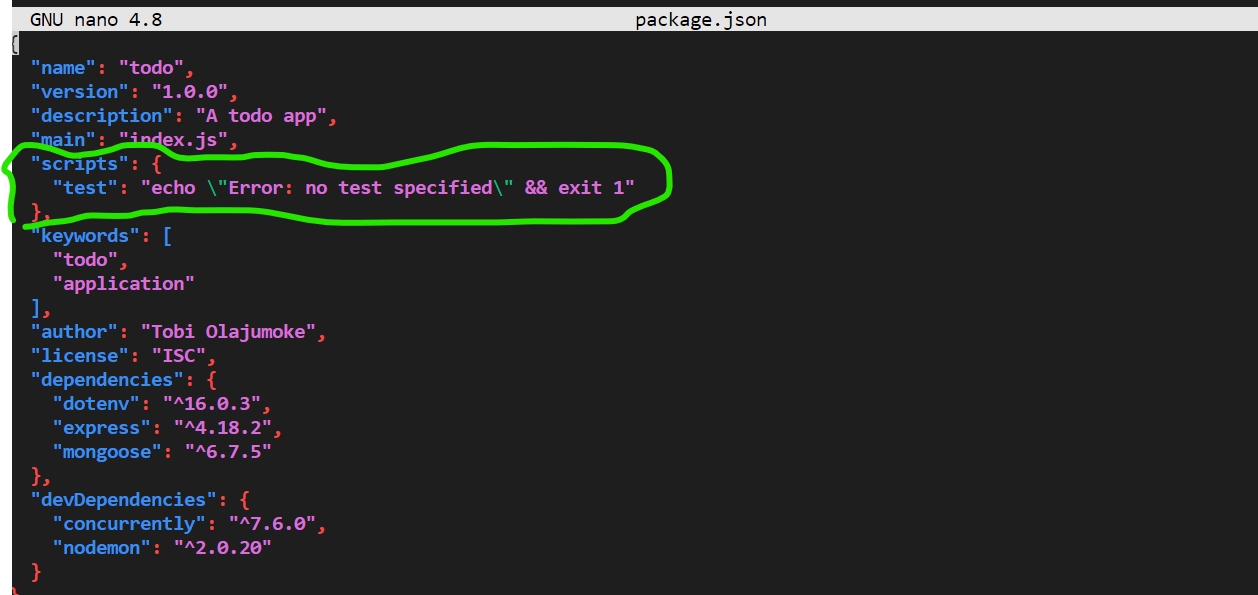 GNU nano 4.8 package.json
{
"name": "todo",
"version": "1.0.0",
"description": "A todo app",
"main": "index.js",
"scripts": {
"test": "echo \"Error: no test specified\" && exit 1"
},
"keywords": [
"todo",
"application"
],
"author": "Tobi Olajumoke",
"license": "ISC",
"dependencies": {
"dotenv": "^16.0.3",
"express": "^4.18.2",
"mongoose": "^6.7.5"
},
"devDependencies": {
"concurrently": "^7.6.0",
"nodemon": "^2.0.20"
}
}